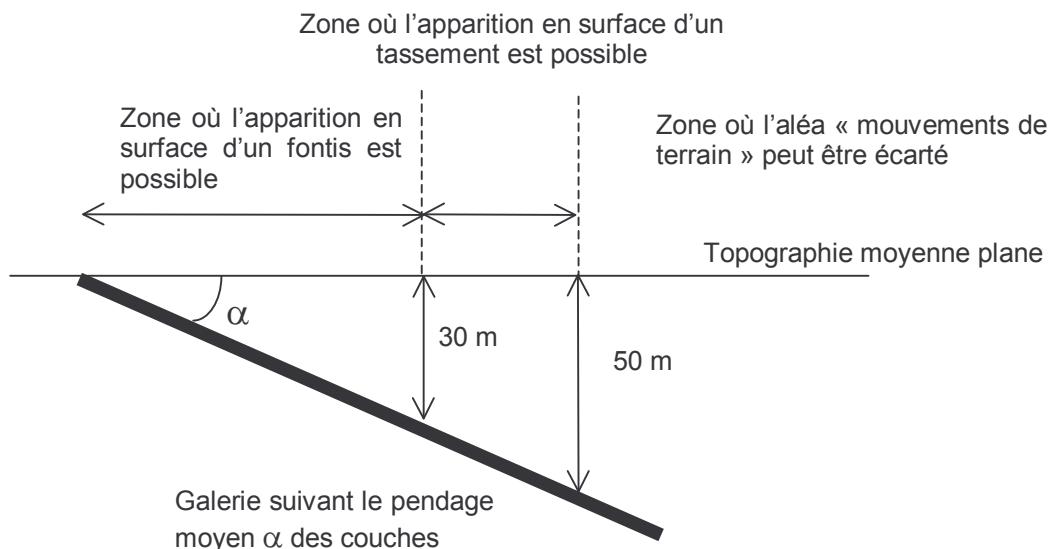 Zone où l'apparition en surface d'un
tassement est possible
Zone où l'apparition en
surface d'un fontis est
possible
Zone où l'aléa « mouvements de
terrain » peut être écarté
Topographie moyenne plane
α
30 m
50 m
Galerie suivant le pendage
moyen α des couches